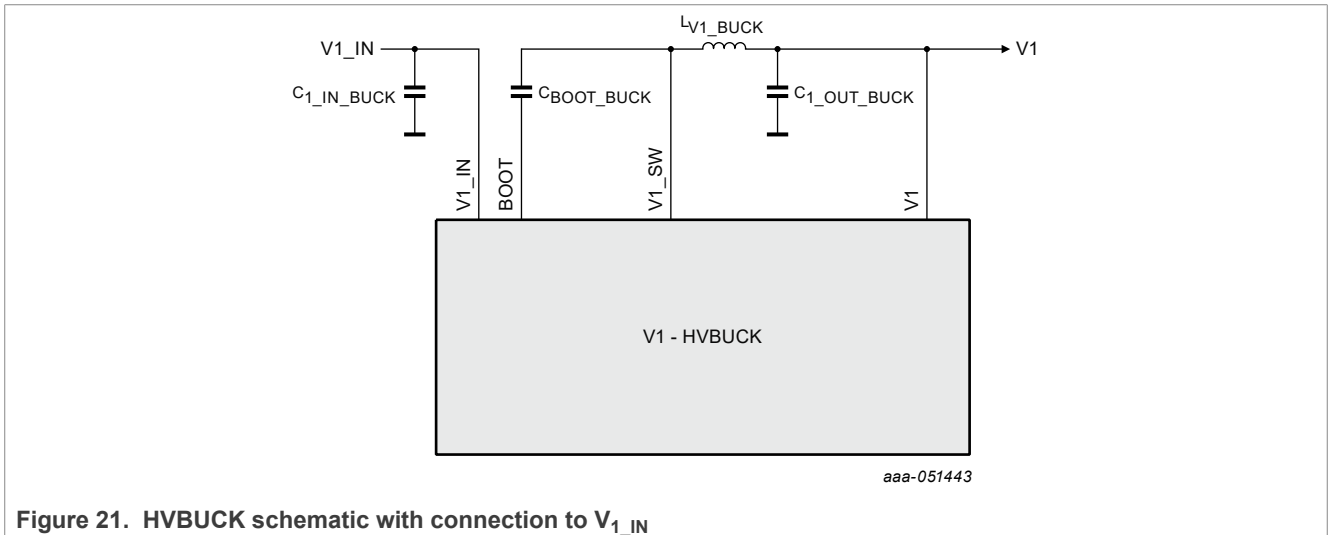 LV1_BUCK
V1_IN
V1
C1_IN_BUCK
CBOOT_BUCK
C1_OUT_BUCK
V1_IN
BOOT
V1_SW
V1
V1 - HVBUCK
aaa-051443
Figure 21. HVBUCK schematic with connection to V1_IN